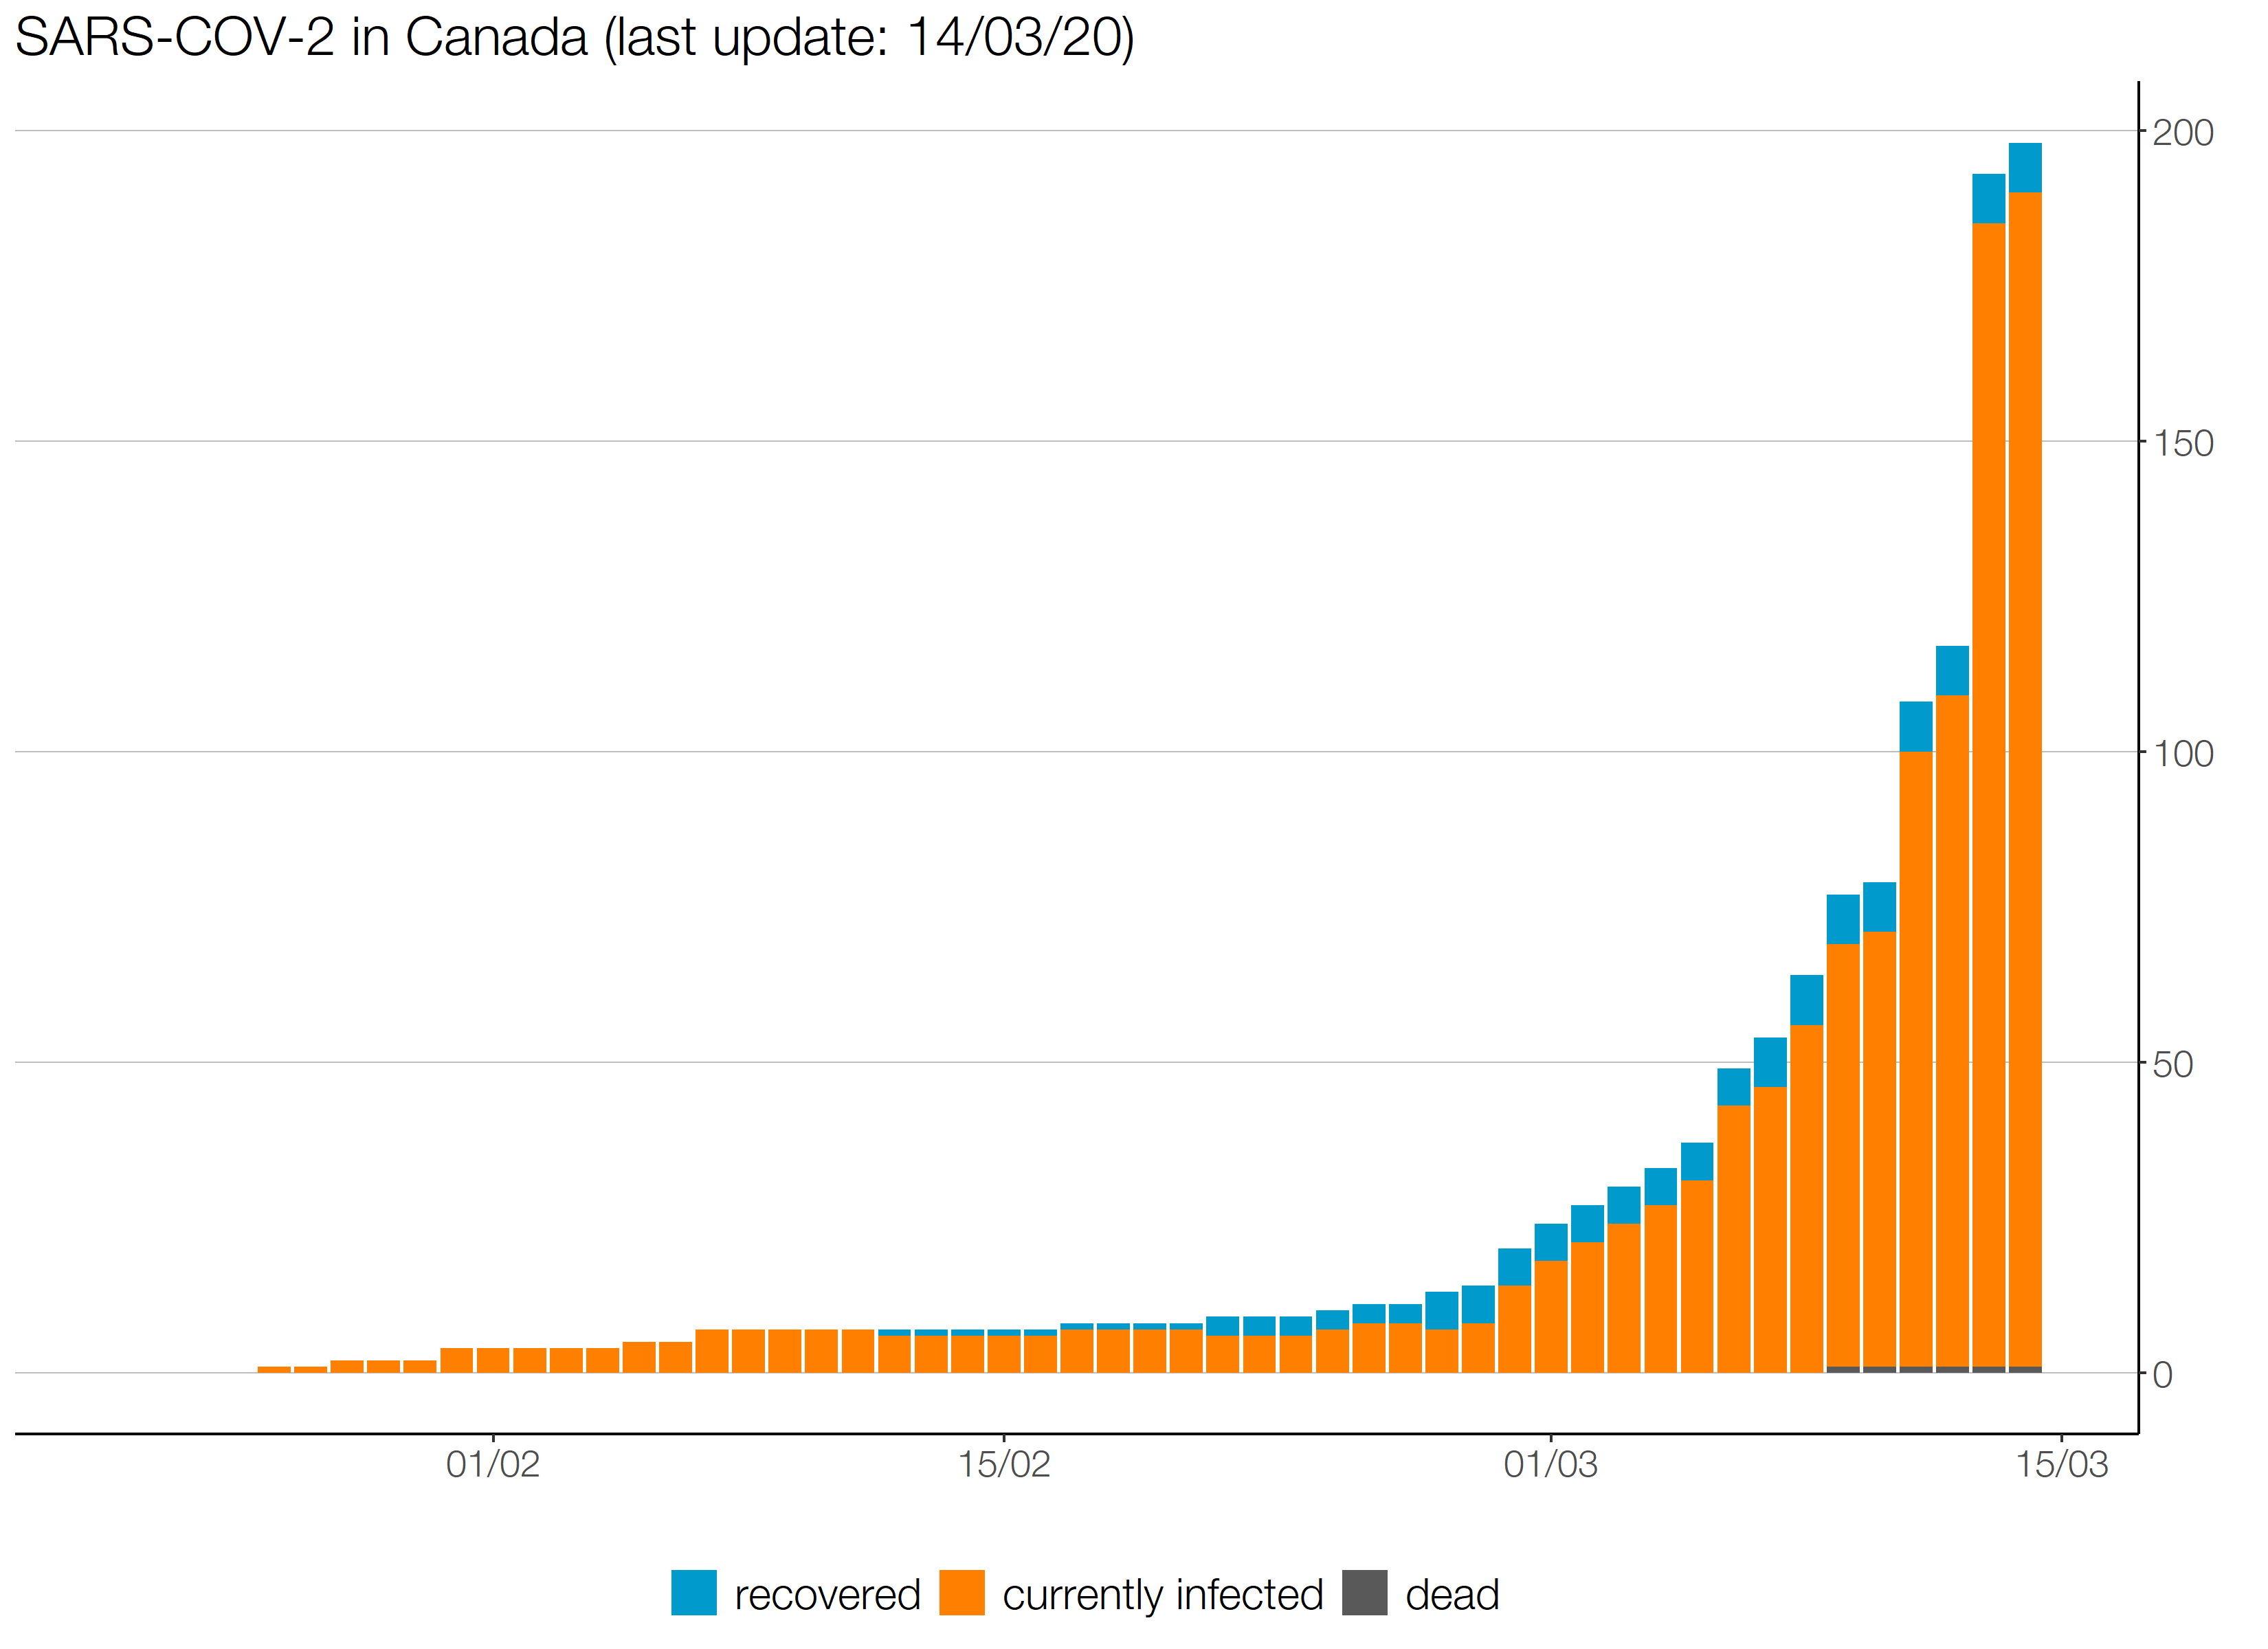 SARS-COV-2 in Canada (last update: 14/03/20)
200
150
100
50
0
01/02 15/02 01/03 15/03
recovered currently infected dead